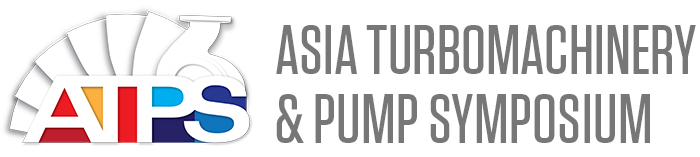 ATPS
ASIA TURBOMACHINERY
& PUMP SYMPOSIUM